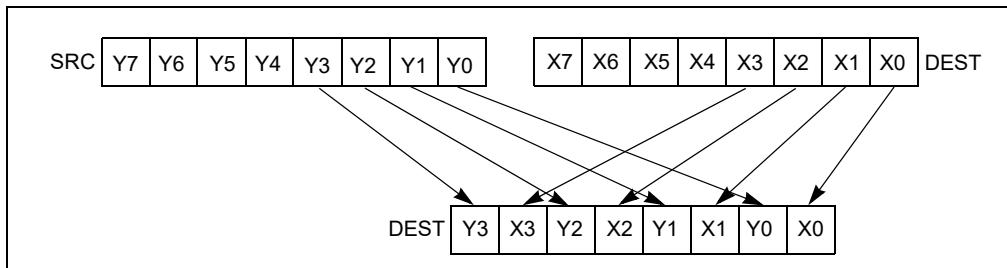 SRC Y7 Y6 Y5 Y4 Y3 Y2 Y1 Y0 X7 X6 X5 X4 X3 X2 X1 X0 DEST
DEST Y3 X3 Y2 X2 Y1 X1 Y0 X0